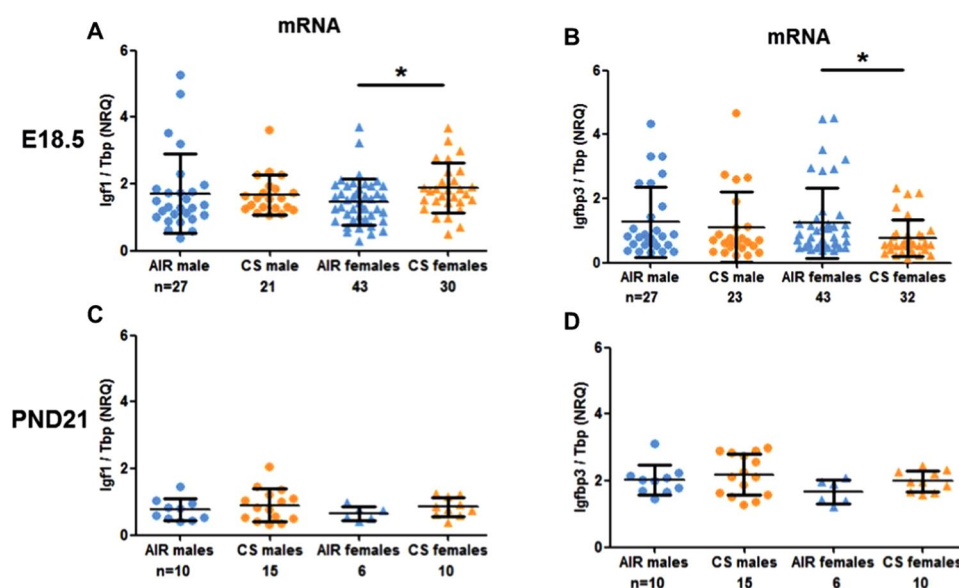 A
mRNA
6
4
2
0
Igf1 / Tbp (NRQ)
*
AIR male
CS male
AIR females
CS females
n=27
21
43
30
B
mRNA
6
4
2
0
Igfbp3 / Tbp (NRQ)
*
AIR male
CS male
AIR females
CS females
n=27
23
43
32
E18.5
C
6
4
2
0
Igf1 / Tbp (NRQ)
AIR males
CS males
AIR females
CS females
n=10
15
6
10
D
6
4
2
0
Igfbp3 / Tbp (NRQ)
AIR males
CS males
AIR females
CS females
n=10
15
6
10
PND21